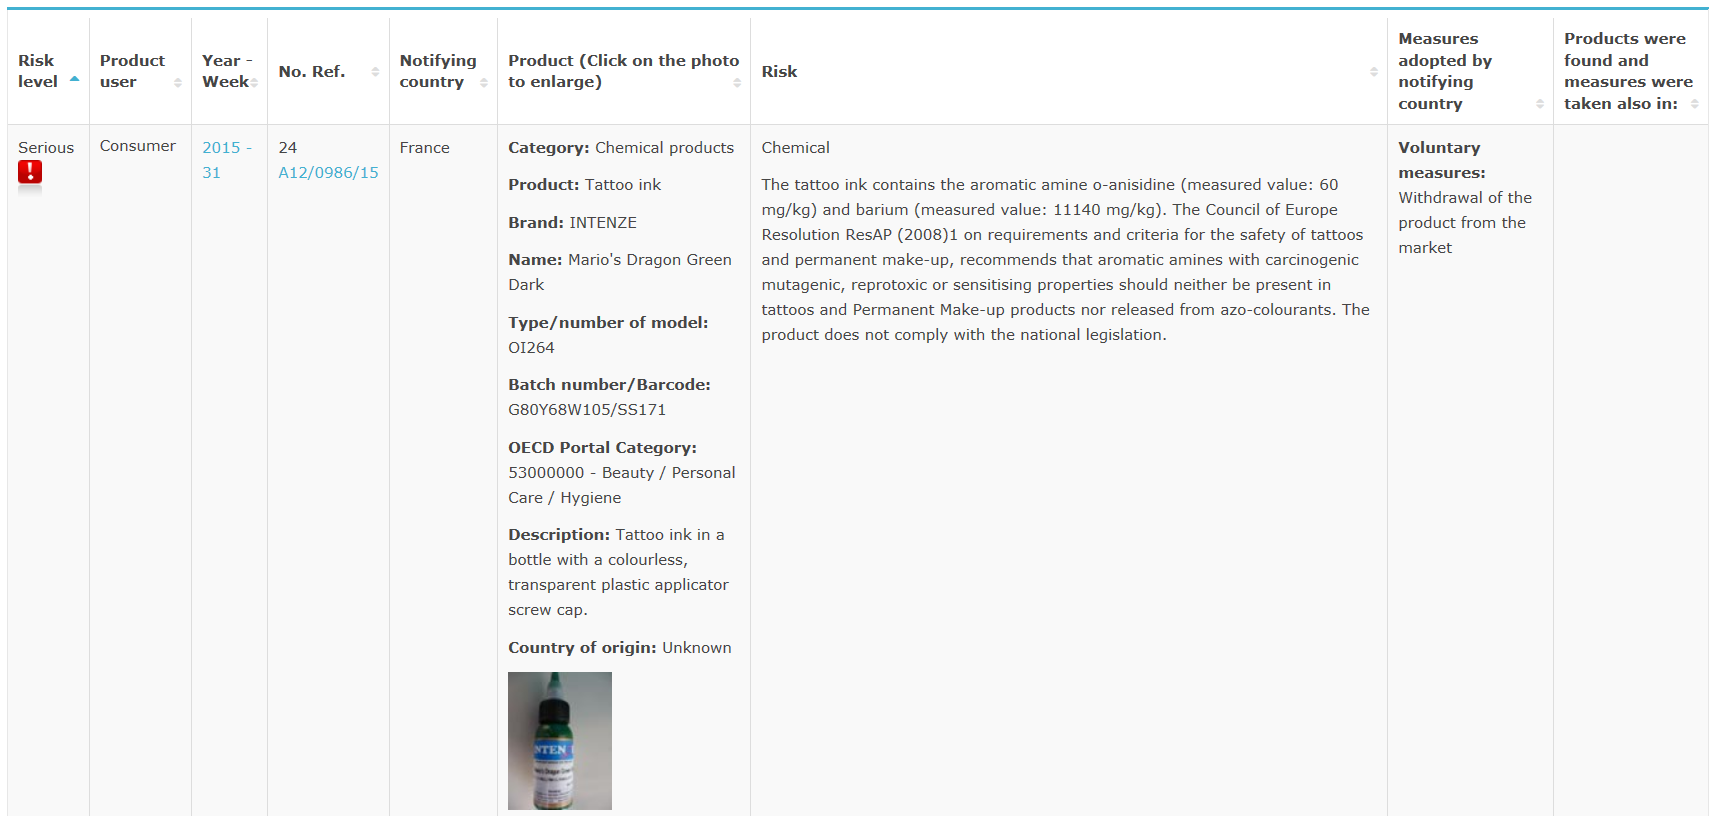 Risk
level
Product
user
Year -
Week
No. Ref.
Notifying
country
Product (Click on the photo
to enlarge)
Risk
Measures
adopted by
notifying
country
Products were
found and
measures were
taken also in:
Serious
Consumer
2015 -
31
24
A12/0986/15
France
Category: Chemical products
Product: Tattoo ink
Brand: INTENZE
Name: Mario's Dragon Green
Dark
Type/number of model:
OI264
Batch number/Barcode:
G80Y68W105/SS171
OECD Portal Category:
53000000 - Beauty / Personal
Care / Hygiene
Description: Tattoo ink in a
bottle with a colourless,
transparent plastic applicator
screw cap.
Country of origin: Unknown
INTEN
Chemical
The tattoo ink contains the aromatic amine o-anisidine (measured value: 60
mg/kg) and barium (measured value: 11140 mg/kg). The Council of Europe
Resolution ResAP (2008)1 on requirements and criteria for the safety of tattoos
and permanent make-up, recommends that aromatic amines with carcinogenic
mutagenic, reprotoxic or sensitising properties should neither be present in
tattoos and Permanent Make-up products nor released from azo-colourants. The
product does not comply with the national legislation.
Voluntary
measures:
Withdrawal of the
product from the
market